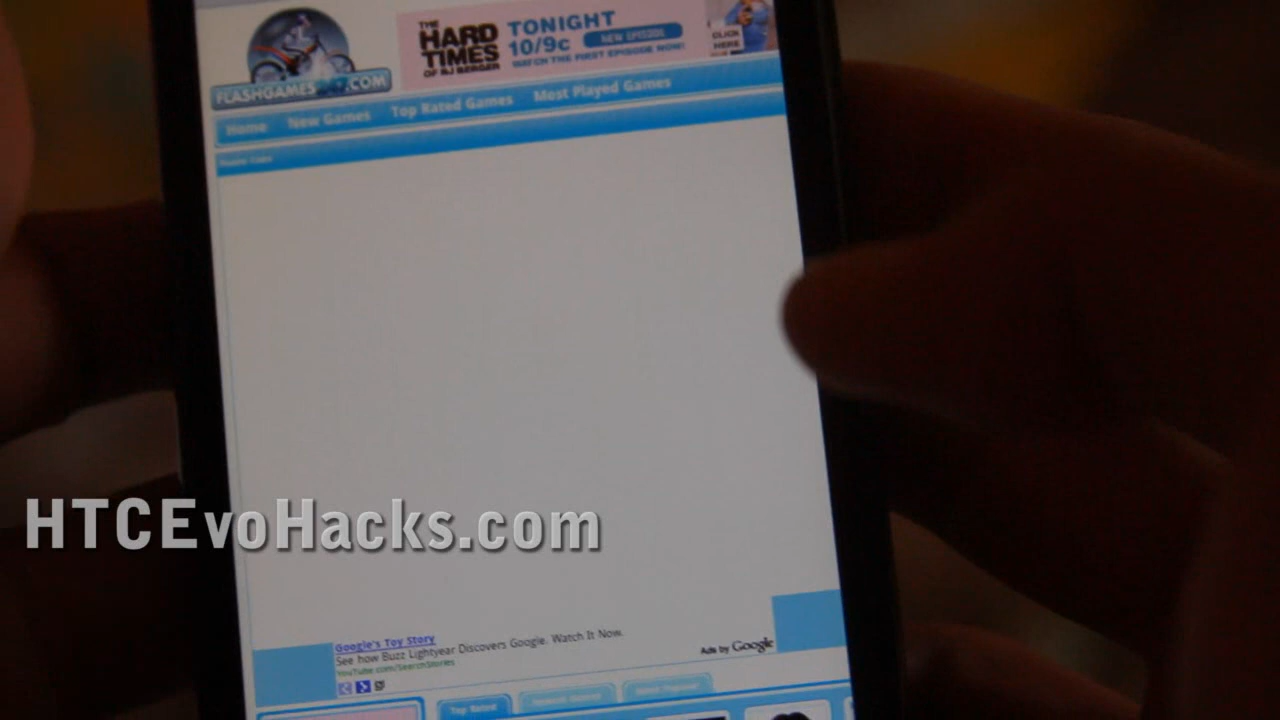 THE
HARD
TIMES
OF RJ BERGER
TONIGHT
10/9c NEW EPISODE
WATCH THE FIRST EPISODE NOW!
CLICK
HERE
FLASHGAMES247.COM
Home New Games Top Rated Games Most Played Games
HTCEvoHacks.com
Google's Toy Story
See how Buzz Lightyear Discovers Google. Watch It Now.
YouTube.com/SearchStories
Ads by Google
Top Rated